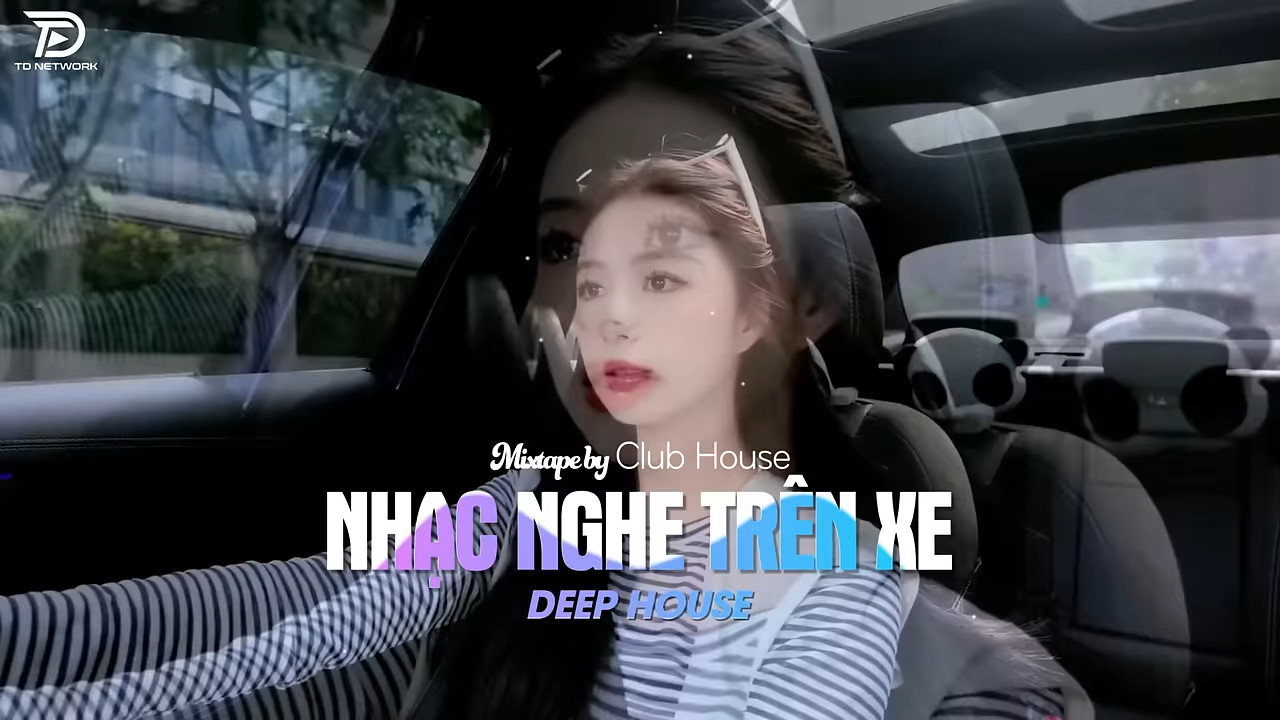 TD NETWORK
Mixtape by Club House
NHẠC NGHE TRÊN XE
DEEP HOUSE